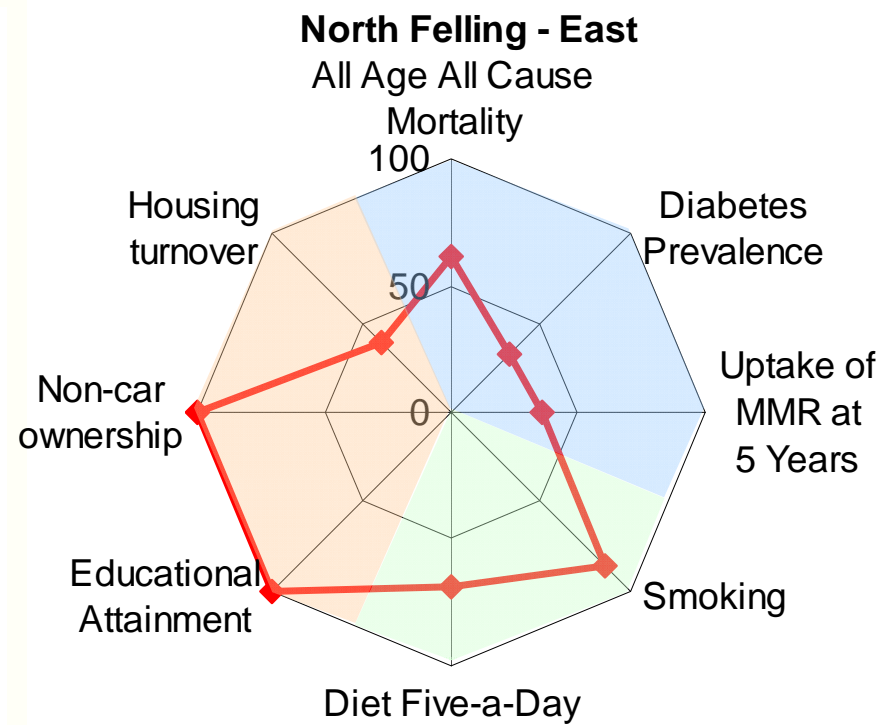 North Felling - East
All Age All Cause
Mortality
100
Housing
turnover
Diabetes
Prevalence
50
Non-car
ownership
0
Uptake of
MMR at
5 Years
Educational
Attainment
Smoking
Diet Five-a-Day